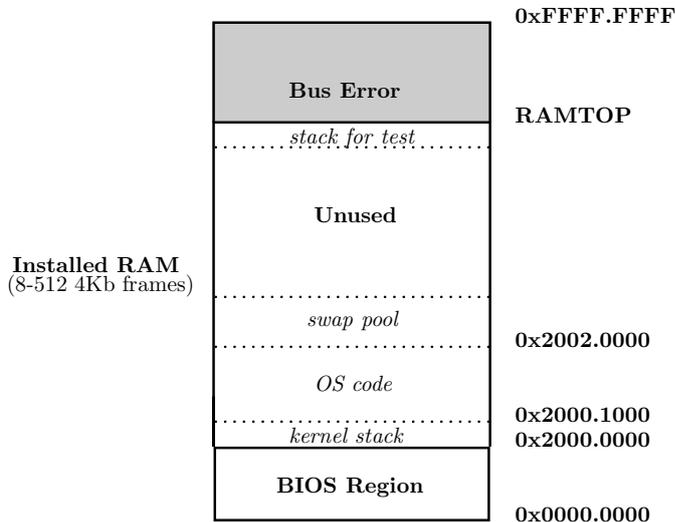 0xFFFF.FFFF
Bus Error
RAMTOP
stack for test
Unused
Installed RAM
(8-512 4Kb frames)
swap pool
0x2002.0000
OS code
0x2000.1000
kernel stack
0x2000.0000
BIOS Region
0x0000.0000